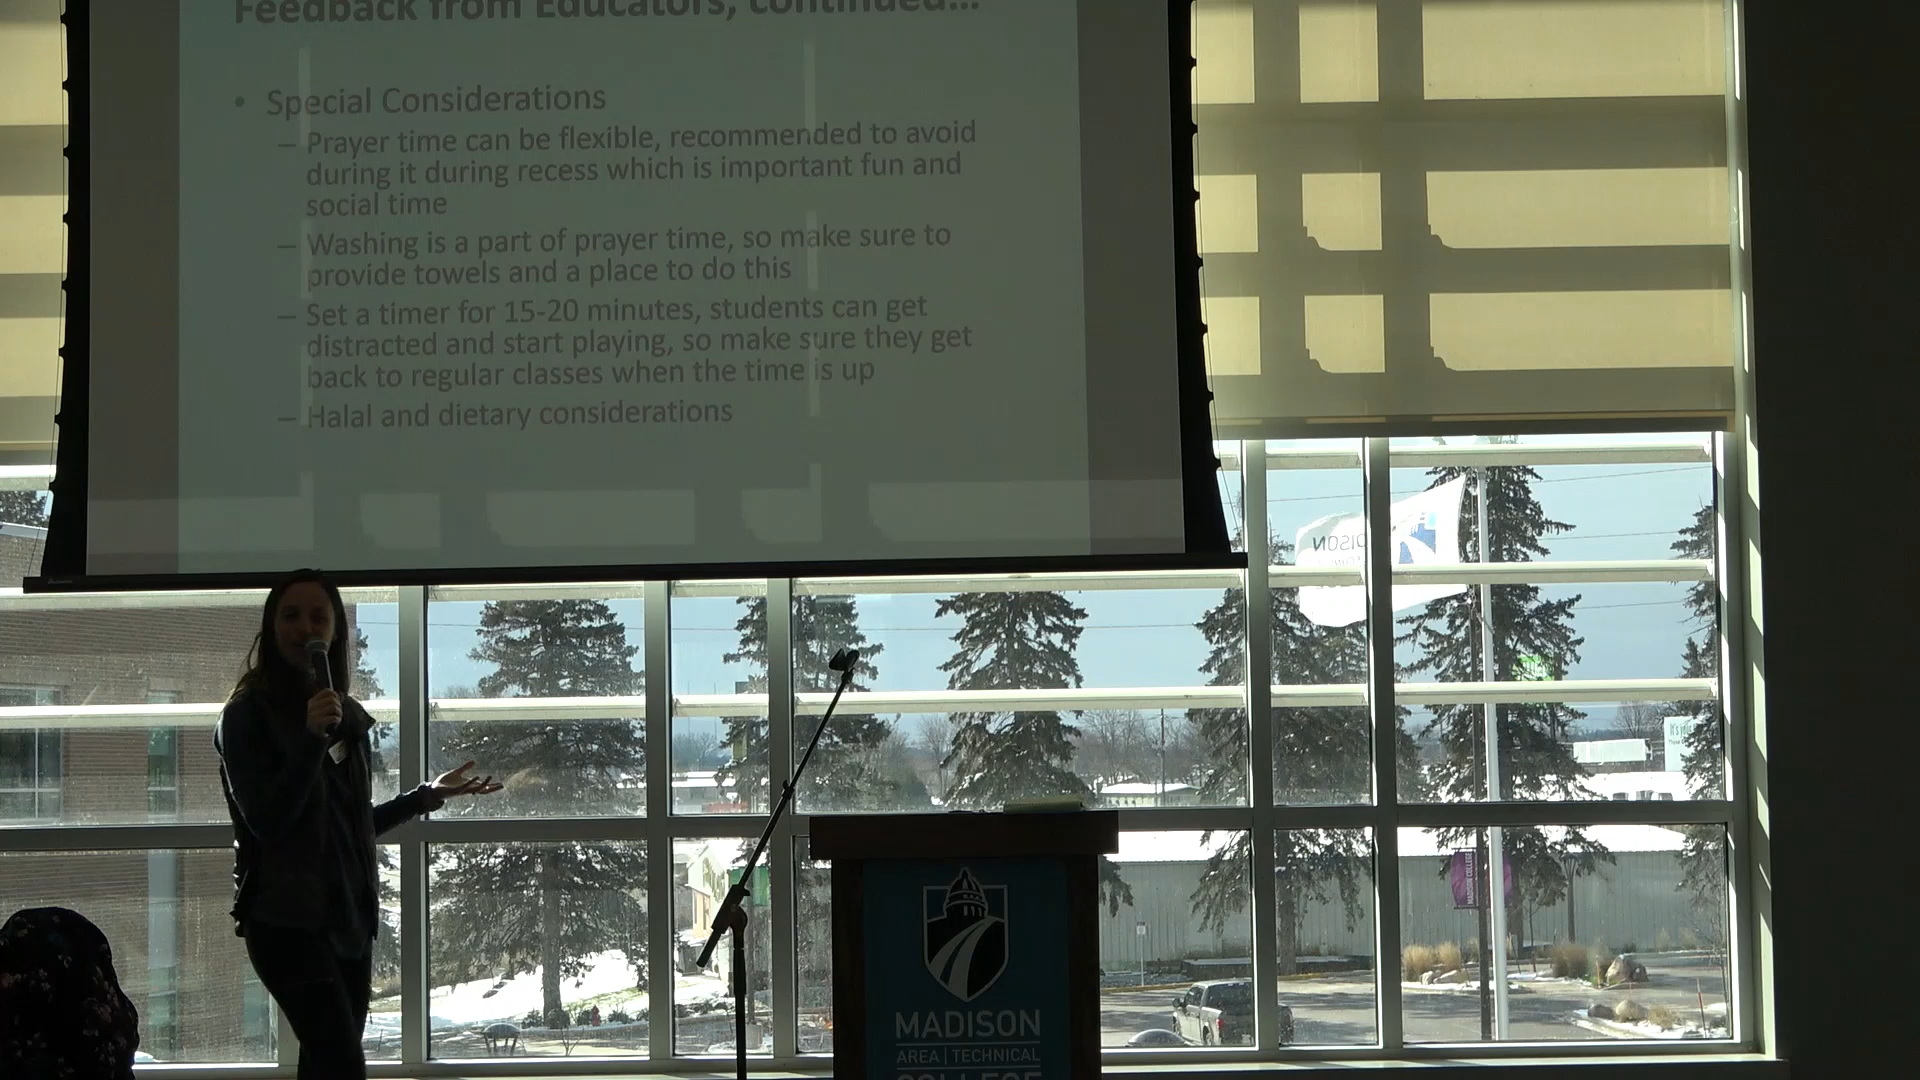 Feedback from Educators, continued...
• Special Considerations
– Prayer time can be flexible, recommended to avoid
during it during recess which is important fun and
social time
– Washing is a part of prayer time, so make sure to
provide towels and a place to do this
– Set a timer for 15-20 minutes, students can get
distracted and start playing, so make sure they get
back to regular classes when the time is up
– Halal and dietary considerations
MADISON COLLEGE
MADISON
AREA | TECHNICAL
COLLEGE